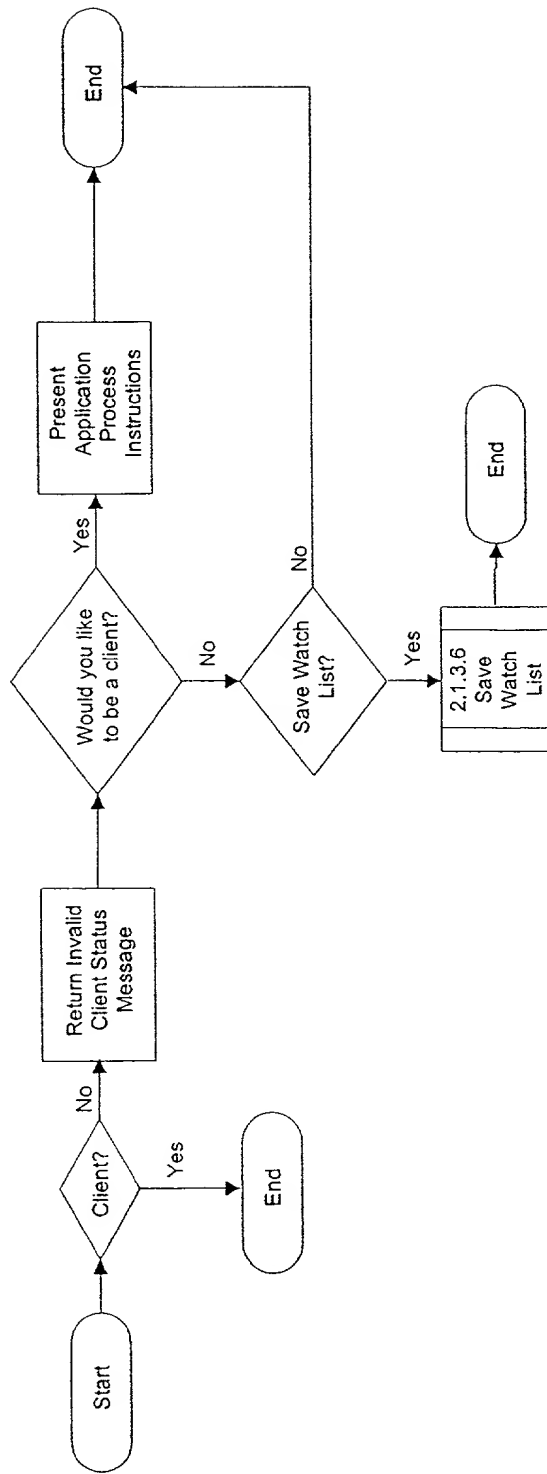 Start
Client?
No
Yes
End
Return Invalid
Client Status
Message
Would you like
to be a client?
Yes
No
Present
Application
Process
Instructions
End
Save Watch
List?
No
Yes
2.1.3.6
Save
Watch
List
End